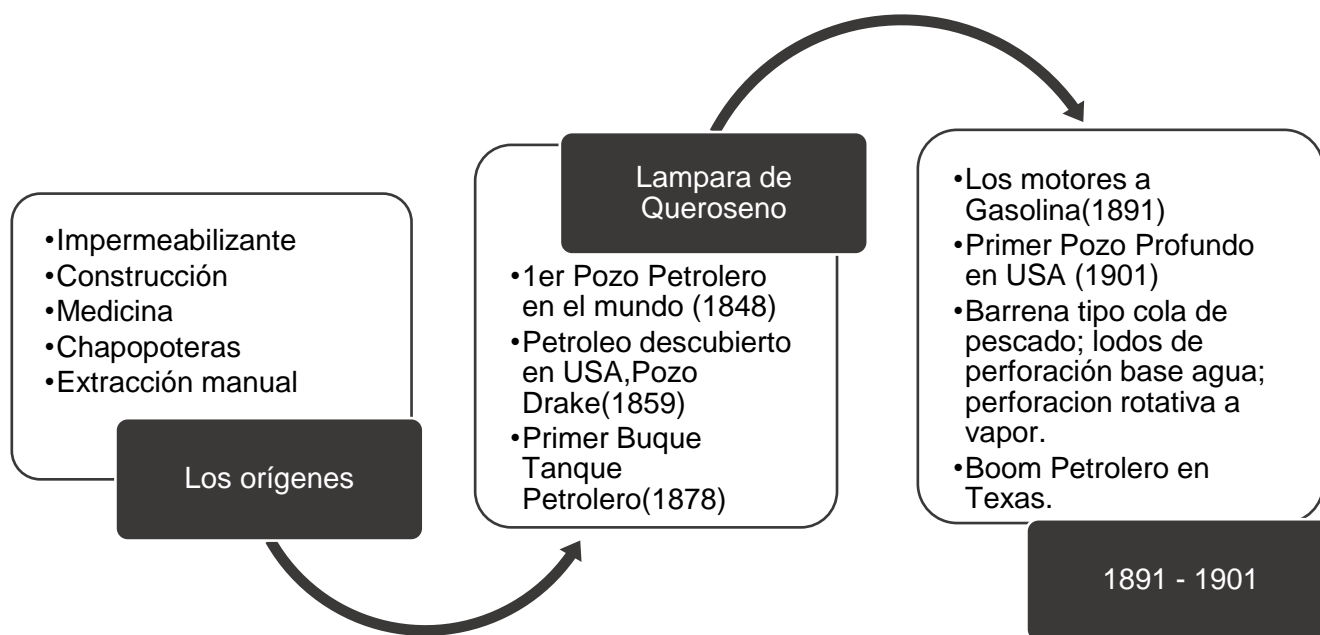 •Impermeabilizante
•Construcción
•Medicina
•Chapopoteras
•Extracción manual
Los orígenes
Lampara de
Queroseno
•1er Pozo Petrolero
en el mundo (1848)
•Petroleo descubierto
en USA,Pozo
Drake(1859)
•Primer Buque
Tanque
Petrolero(1878)
•Los motores a
Gasolina(1891)
•Primer Pozo Profundo
en USA (1901)
•Barrena tipo cola de
pescado; lodos de
perforación base agua;
perforacion rotativa a
vapor.
•Boom Petrolero en
Texas.
1891 - 1901